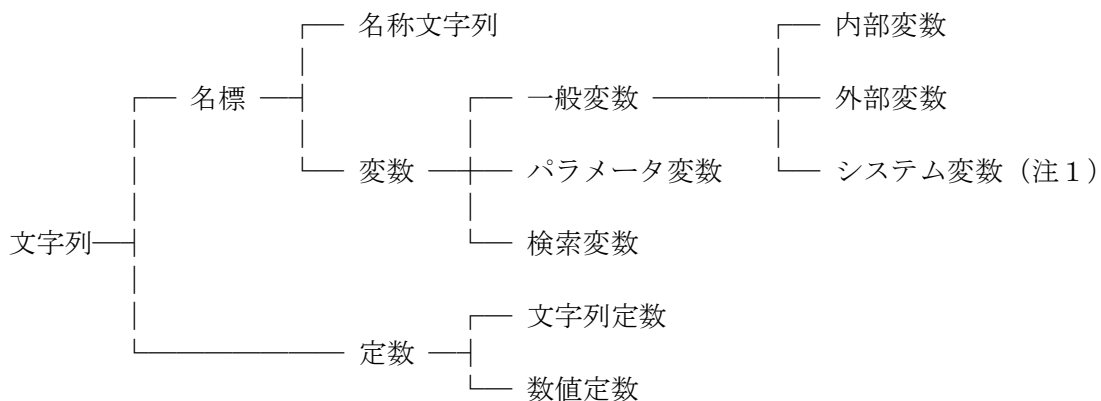 名称文字列 内部変数
名標 一般変数 外部変数
変数 パラメータ変数 システム変数（注１）
文字列 検索変数
文字列定数
定数
数値定数